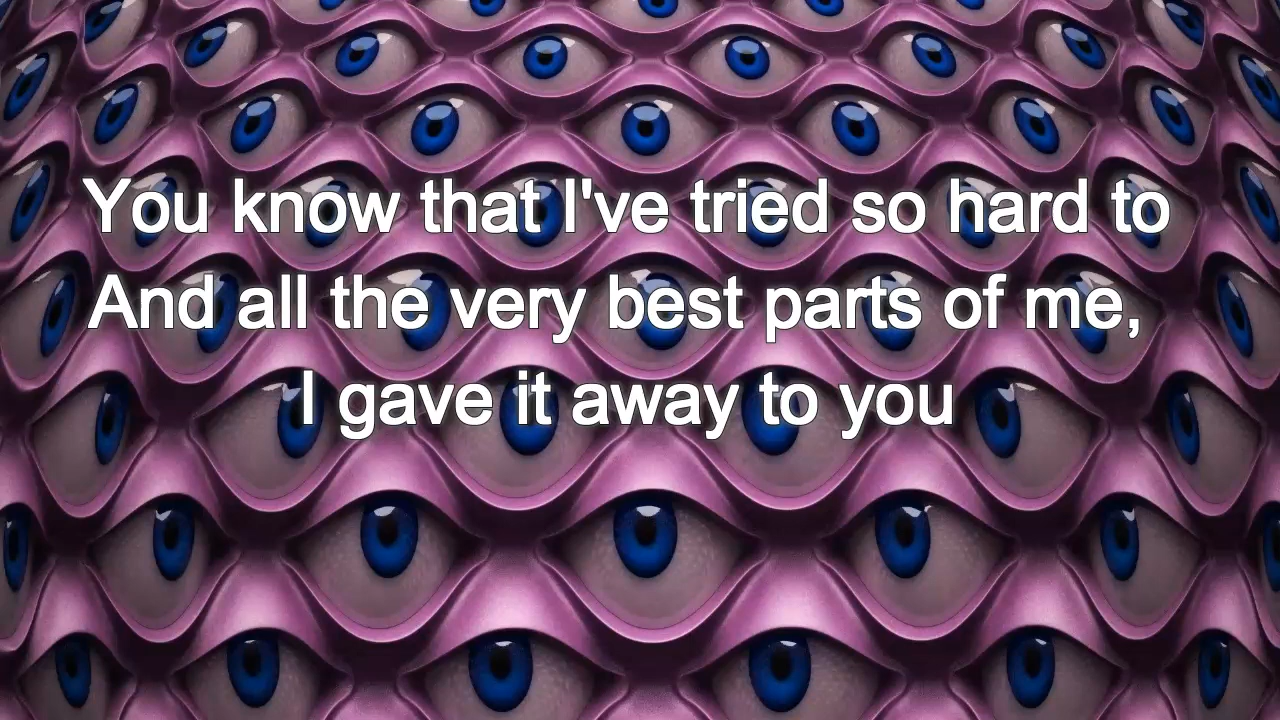 You know that I've tried so hard to
And all the very best parts of me,
I gave it away to you